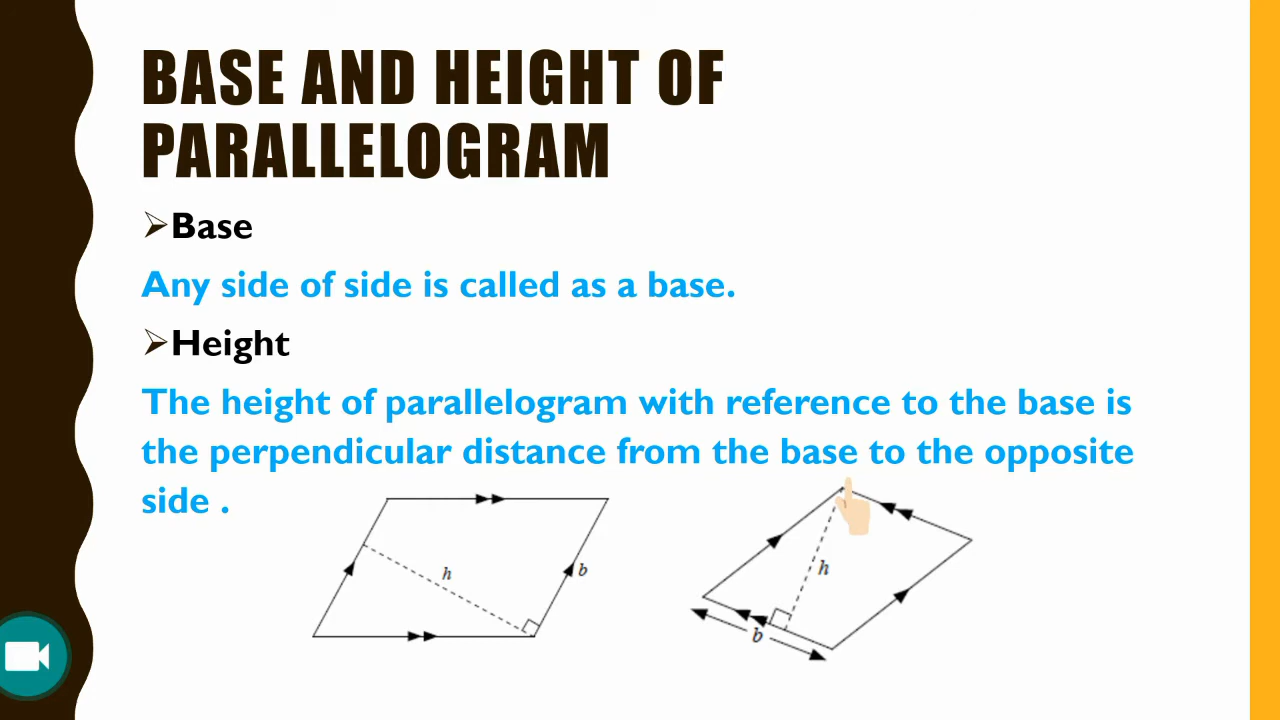 BASE AND HEIGHT OF
PARALLELOGRAM
Base
Any side of side is called as a base.
Height
The height of parallelogram with reference to the base is
the perpendicular distance from the base to the opposite
side .
h
b
h
b